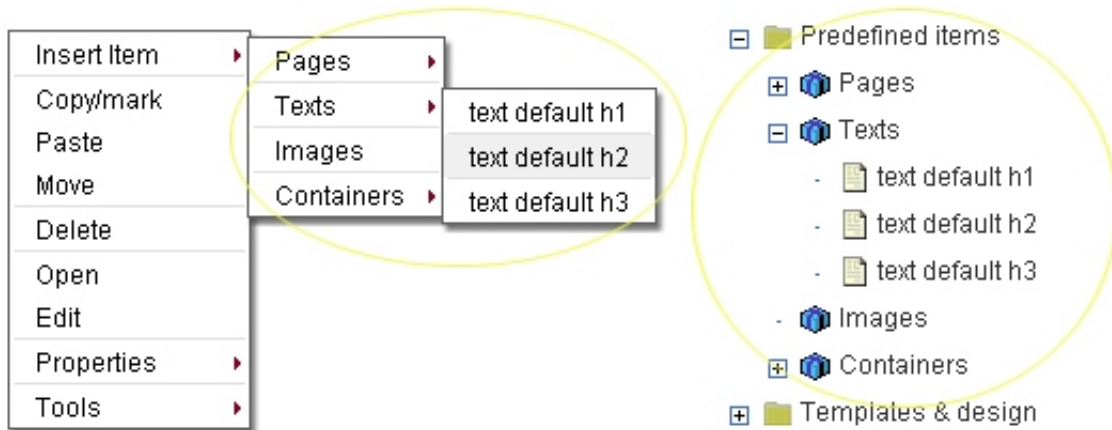 Insert Item
Copy/mark
Paste
Move
Delete
Open
Edit
Properties
Tools
Pages
Texts
Images
Containers
text default h1
text default h2
text default h3
Predefined items
Pages
Texts
text default h1
text default h2
text default h3
Images
Containers
Templates & design